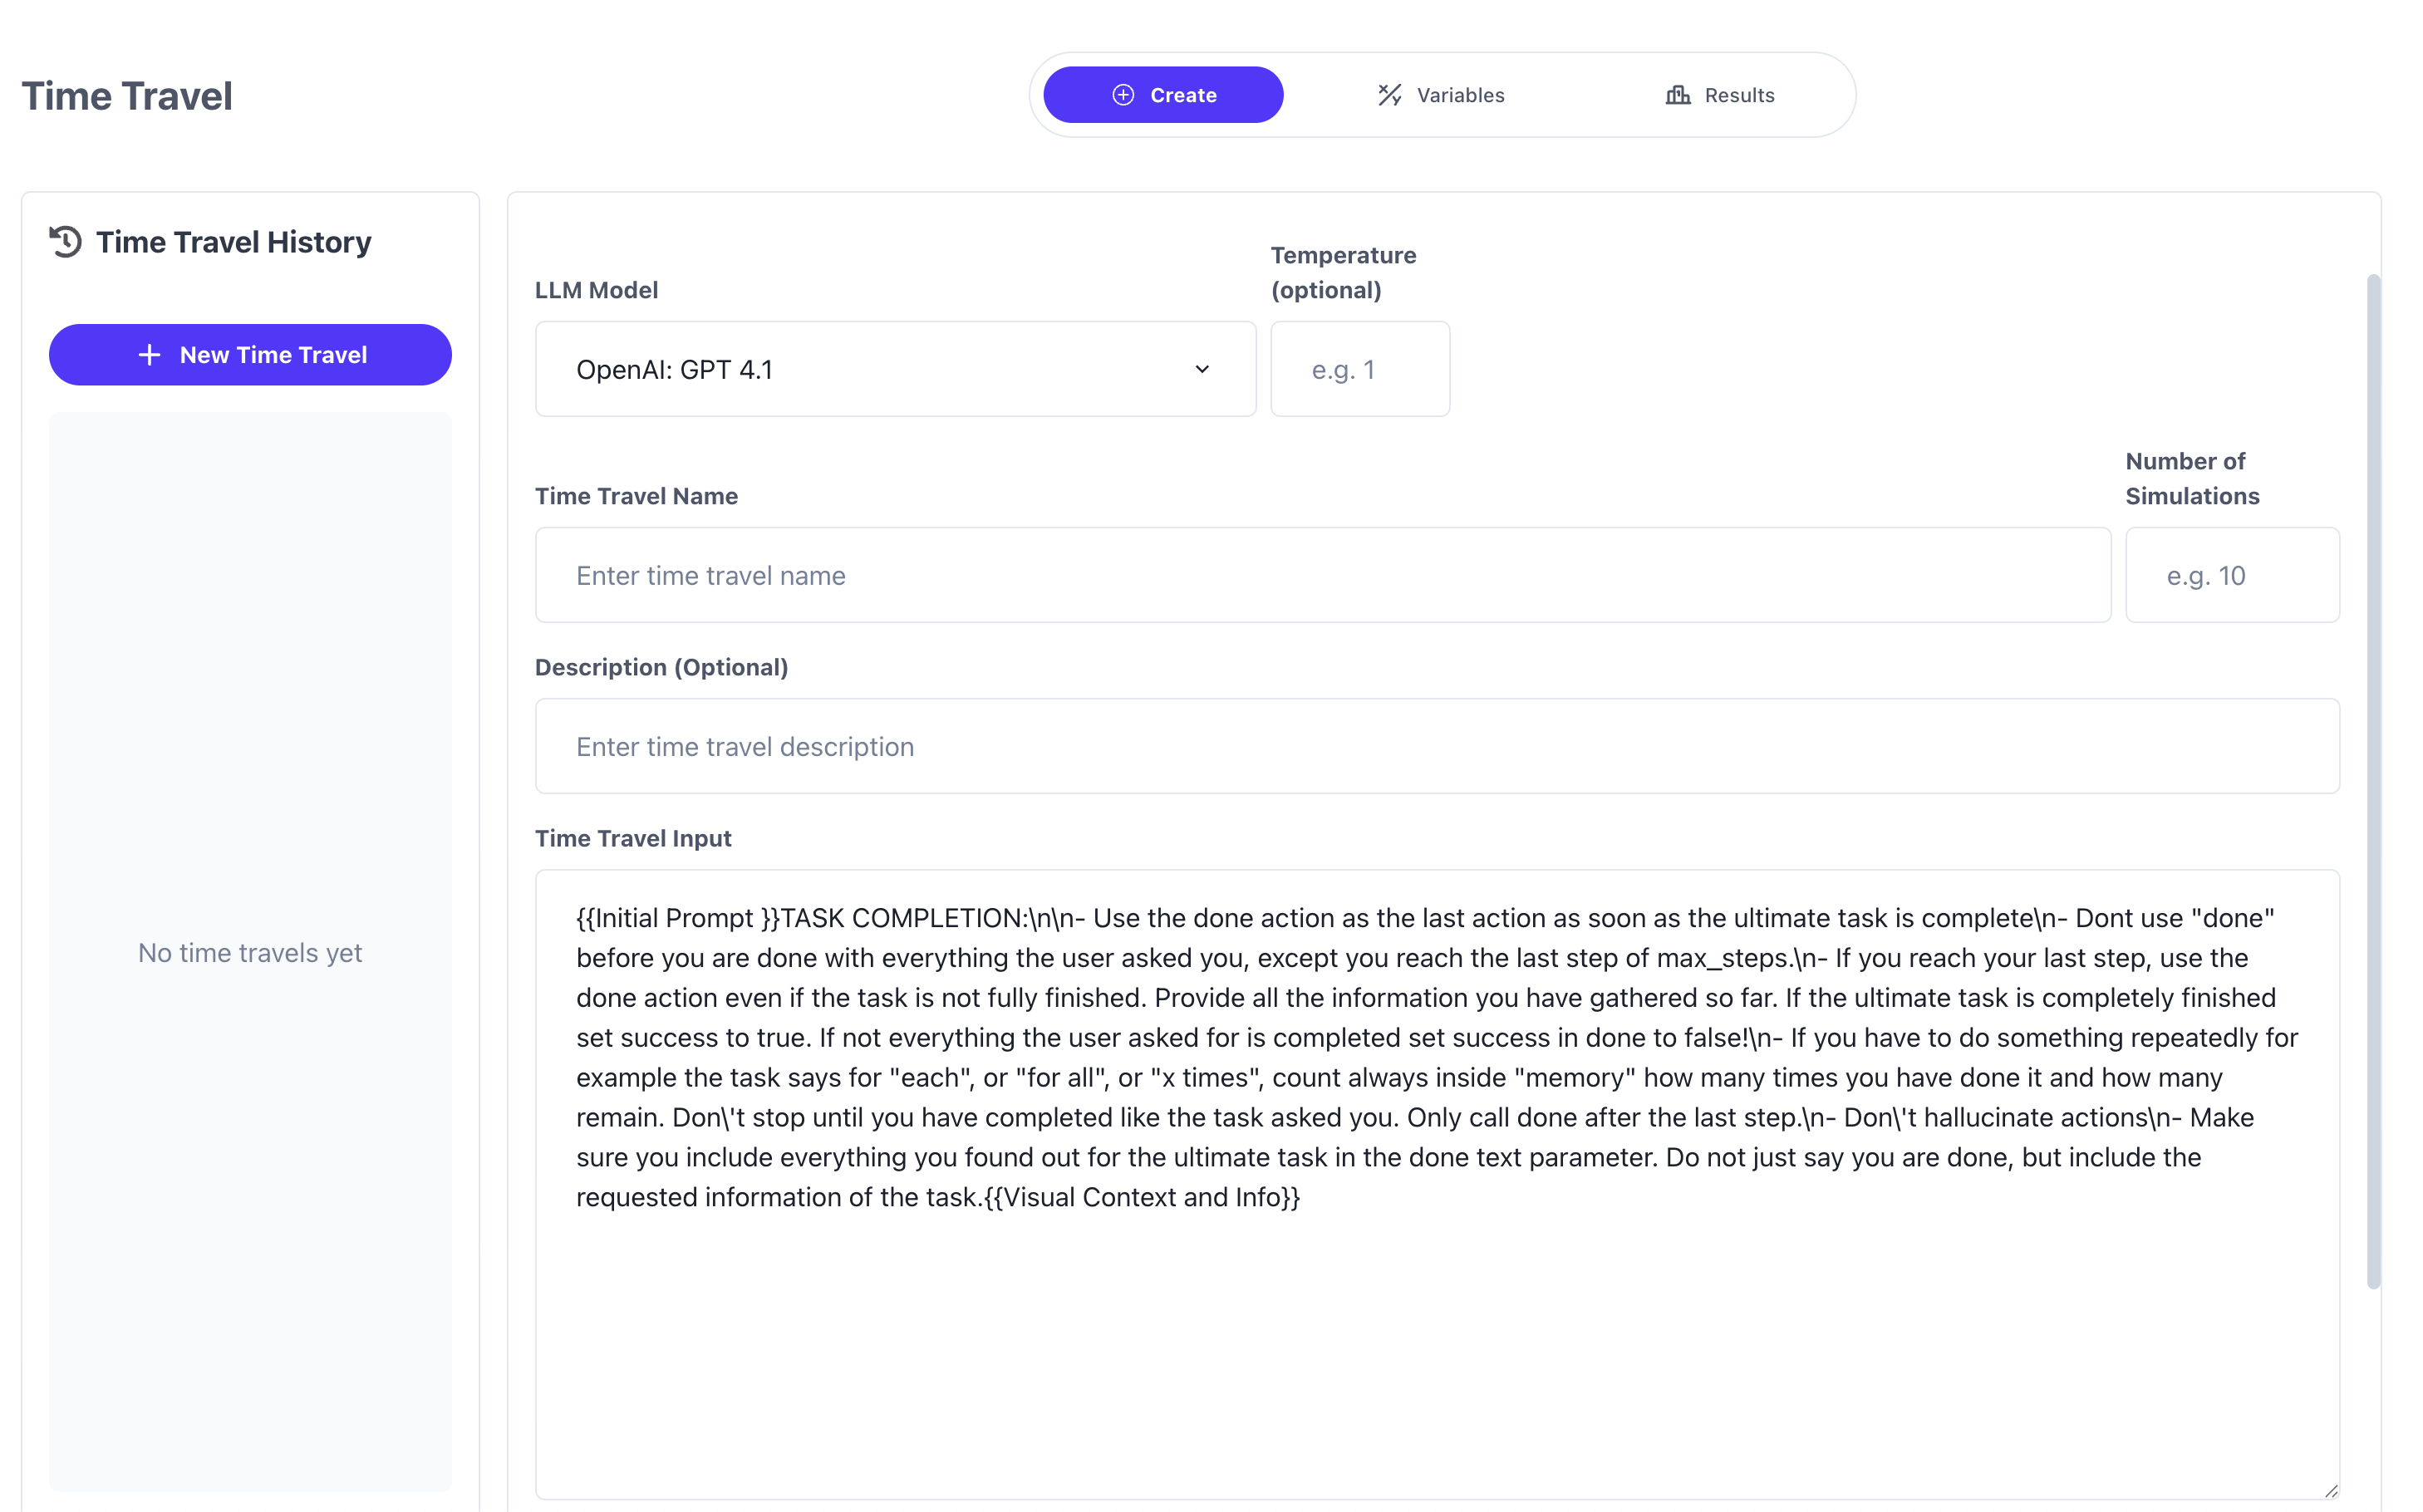 Time Travel
Create
Variables
Results
Time Travel History
New Time Travel
No time travels yet
LLM Model
Temperature
(optional)
OpenAI: GPT 4.1
e.g. 1
Time Travel Name
Number of
Simulations
Enter time travel name
e.g. 10
Description (Optional)
Enter time travel description
Time Travel Input
{{Initial Prompt }}TASK COMPLETION:\n\n- Use the done action as the last action as soon as the ultimate task is complete\n- Dont use "done"
before you are done with everything the user asked you, except you reach the last step of max_steps.\n- If you reach your last step, use the
done action even if the task is not fully finished. Provide all the information you have gathered so far. If the ultimate task is completely finished
set success to true. If not everything the user asked for is completed set success in done to false!\n- If you have to do something repeatedly for
example the task says for "each", or "for all", or "x times", count always inside "memory" how many times you have done it and how many
remain. Don\'t stop until you have completed like the task asked you. Only call done after the last step.\n- Don\'t hallucinate actions\n- Make
sure you include everything you found out for the ultimate task in the done text parameter. Do not just say you are done, but include the
requested information of the task.{{Visual Context and Info}}